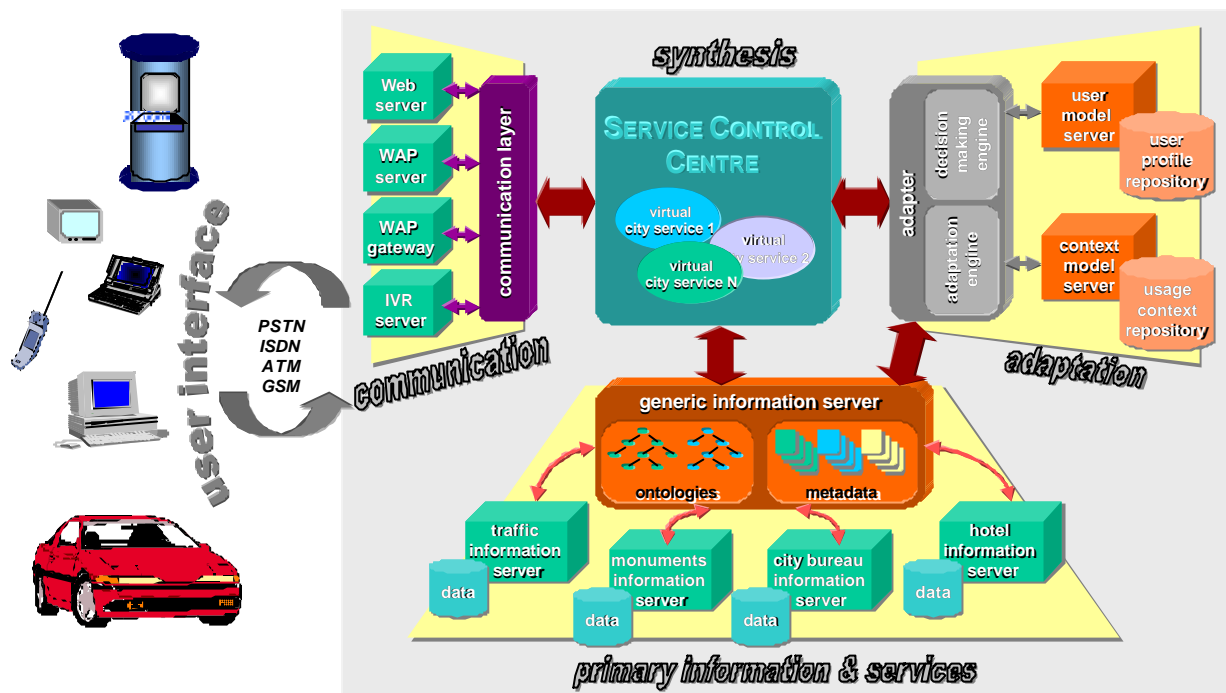 synthesis
Web
server
WAP
server
WAP
gateway
IVR
server
communication layer
SERVICE CONTROL
CENTRE
virtual
city service 1
virtual
y service 2
virtual
city service N
adapter
decision
making
engine
adaptation
engine
user
model
server
user
profile
repository
context
model
server
usage
context
repository
user interface
PSTN
ISDN
ATM
GSM
communication
adaptation
generic information server
ontologies
metadata
traffic
information
server
data
monuments
information
server
data
city bureau
information
server
data
hotel
information
server
data
primary information & services